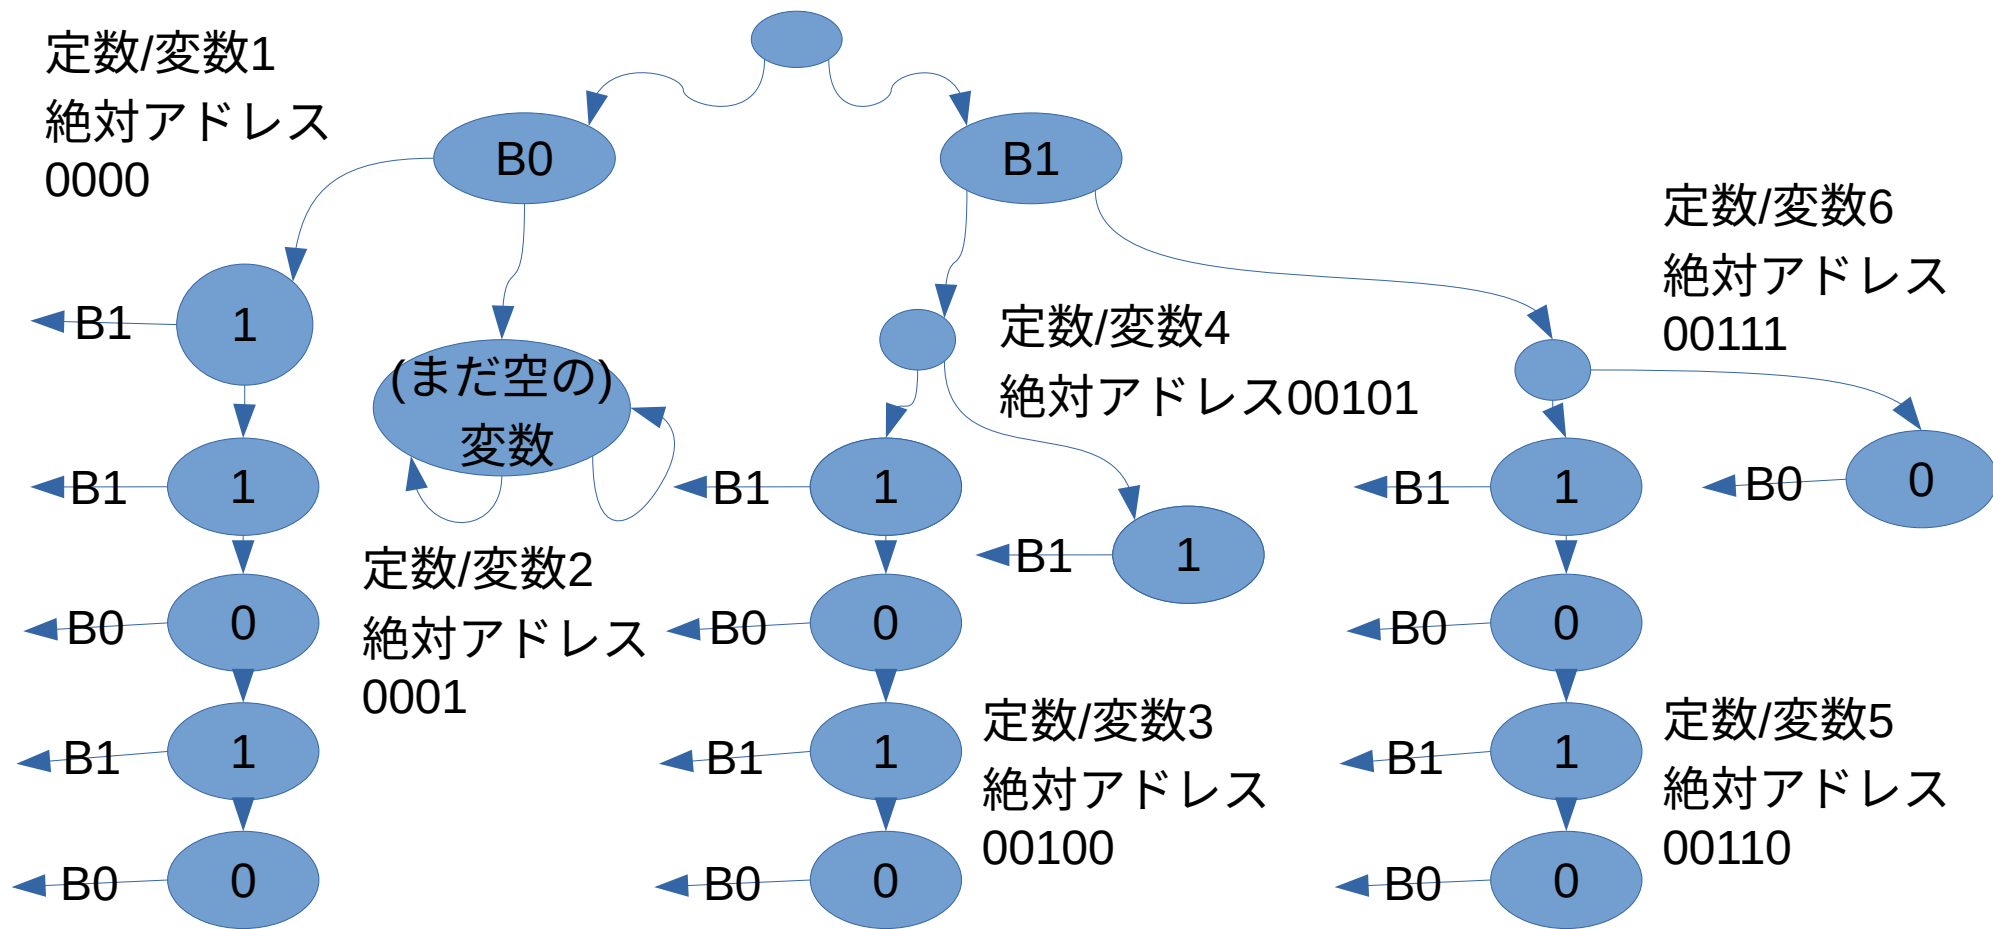 定数/変数1
絶対アドレス
0000
B0
B1
定数/変数6
絶対アドレス
00111
B1
1
(まだ空の)
変数
定数/変数4
絶対アドレス00101
B1
1
B1
1
B1
1
B0
0
B1
1
定数/変数2
絶対アドレス
0001
B0
0
B0
0
B0
0
定数/変数3
絶対アドレス
00100
定数/変数5
絶対アドレス
00110
B1
1
B1
1
B1
1
B0
0
B0
0
B0
0